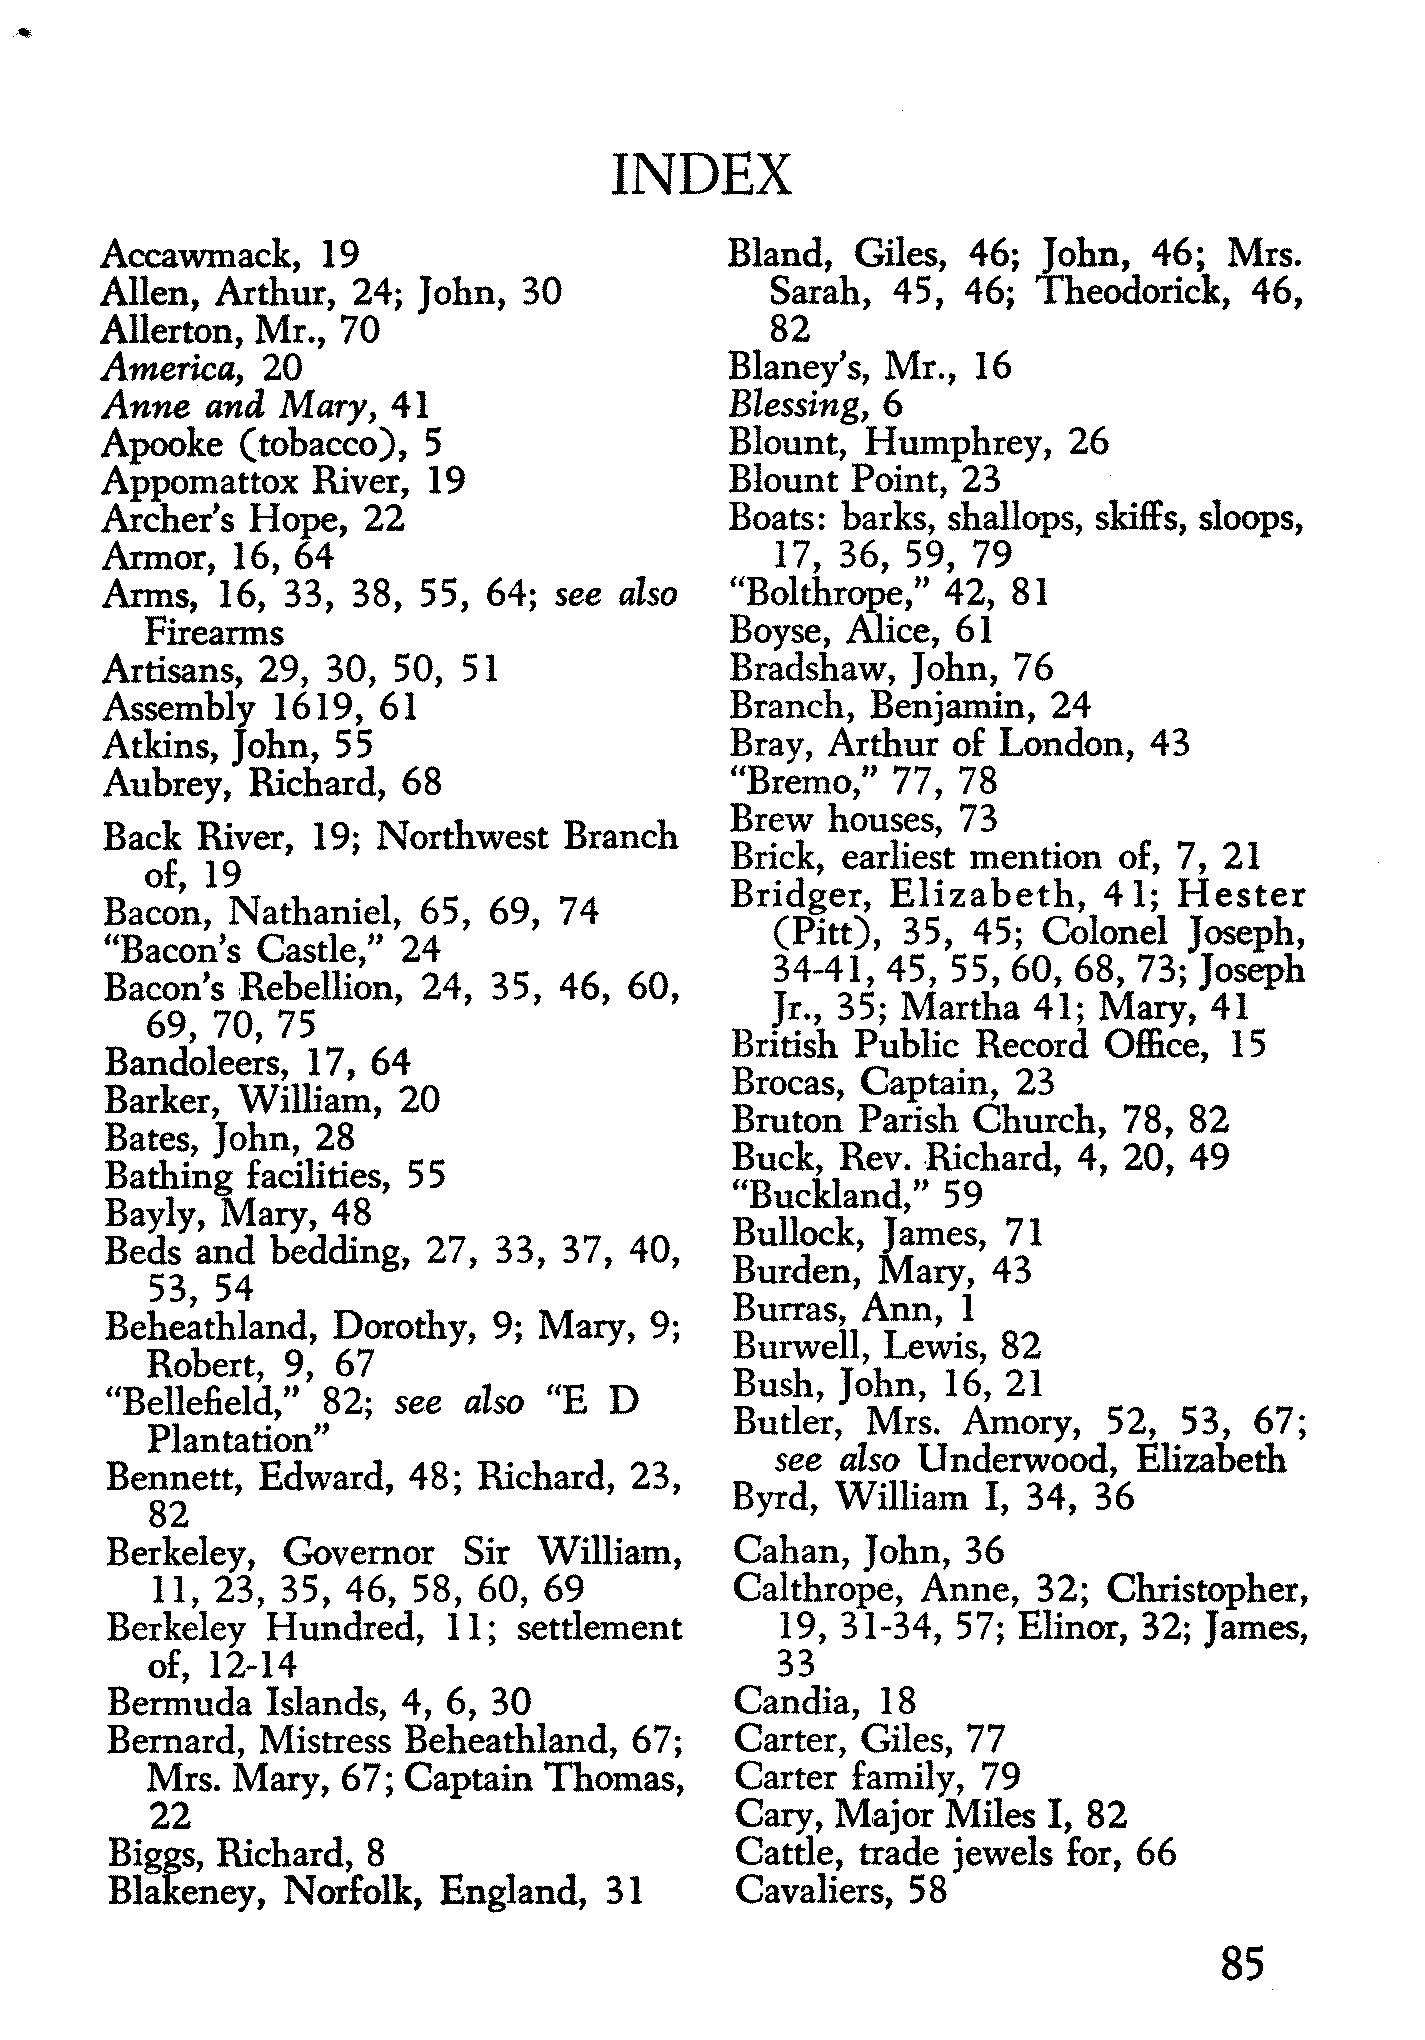 INDEX
Accawmack, 19
Allen, Arthur, 24; John, 30
Allerton, Mr., 70
America, 20
Anne and Mary, 41
Apooke (tobacco), 5
Appomattox River, 19
Archer's Hope, 22
Armor, 16, 64
Arms, 16, 33, 38, 55, 64; see also
Firearms
Artisans, 29, 30, 50, 51
Assembly 1619, 61
Atkins, John, 55
Aubrey, Richard, 68
Back River, 19; Northwest Branch
of, 19
Bacon, Nathaniel, 65, 69, 74
“Bacon's Castle,” 24
Bacon's Rebellion, 24, 35, 46, 60,
69, 70, 75
Bandoleers, 17, 64
Barker, William, 20
Bates, John, 28
Bathing facilities, 55
Bayly, Mary, 48
Beds and bedding, 27, 33, 37, 40,
53, 54
Beheathland, Dorothy, 9; Mary, 9;
Robert, 9, 67
“Bellefield,” 82; see also “E D
Plantation”
Bennett, Edward, 48; Richard, 23,
82
Berkeley, Governor Sir William,
11, 23, 35, 46, 58, 60, 69
Berkeley Hundred, 11; settlement
of, 12-14
Bermuda Islands, 4, 6, 30
Bernard, Mistress Beheathland, 67;
Mrs. Mary, 67; Captain Thomas,
22
Biggs, Richard, 8
Blakeney, Norfolk, England, 31
Bland, Giles, 46; John, 46; Mrs.
Sarah, 45, 46; Theodorick, 46,
82
Blaney's, Mr., 16
Blessing, 6
Blount, Humphrey, 26
Blount Point, 23
Boats: barks, shallops, skiffs, sloops,
17, 36, 59, 79
“Bolthrope,” 42, 81
Boyse, Alice, 61
Bradshaw, John, 76
Branch, Benjamin, 24
Bray, Arthur of London, 43
“Bremo,” 77, 78
Brew houses, 73
Brick, earliest mention of, 7, 21
Bridger, Elizabeth, 41; Hester
(Pitt), 35, 45; Colonel Joseph,
34-41, 45, 55, 60, 68, 73; Joseph
Jr., 35; Martha 41; Mary, 41
British Public Record Office, 15
Brocas, Captain, 23
Bruton Parish Church, 78, 82
Buck, Rev. Richard, 4, 20, 49
“Buckland,” 59
Bullock, James, 71
Burden, Mary, 43
Burras, Ann, 1
Burwell, Lewis, 82
Bush, John, 16, 21
Butler, Mrs. Amory, 52, 53, 67;
see also Underwood, Elizabeth
Byrd, William I, 34, 36
Cahan, John, 36
Calthrope, Anne, 32; Christopher,
19, 31-34, 57; Elinor, 32; James,
33
Candia, 18
Carter, Giles, 77
Carter family, 79
Cary, Major Miles I, 82
Cattle, trade jewels for, 66
Cavaliers, 58
85